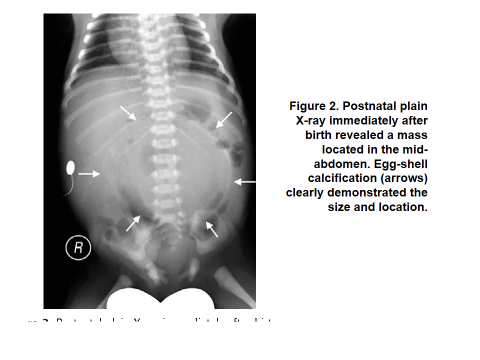 Figure 2. Postnatal plain
X-ray immediately after
birth revealed a mass
located in the mid-
abdomen. Egg-shell
calcification (arrows)
clearly demonstrated the
size and location.
R